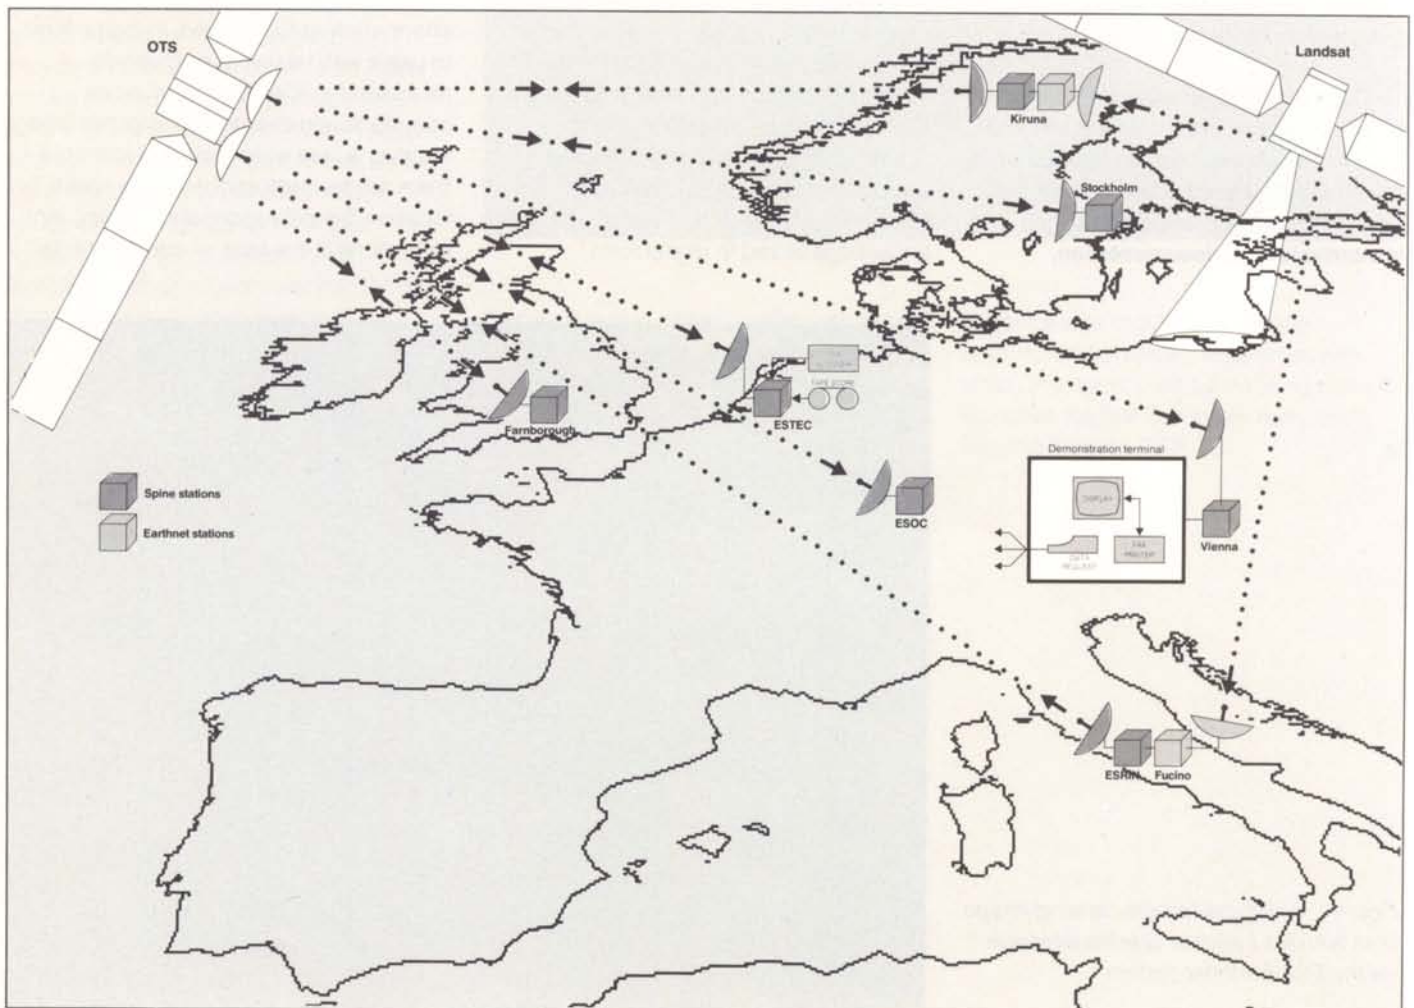 OTS
Landsat
Kiruna
Stockholm
Farnborough
ESTEC
ESOC
Demonstration terminal
DISPLAY
Vienna
Spine stations
Earthnet stations
ESRIN
Fucino